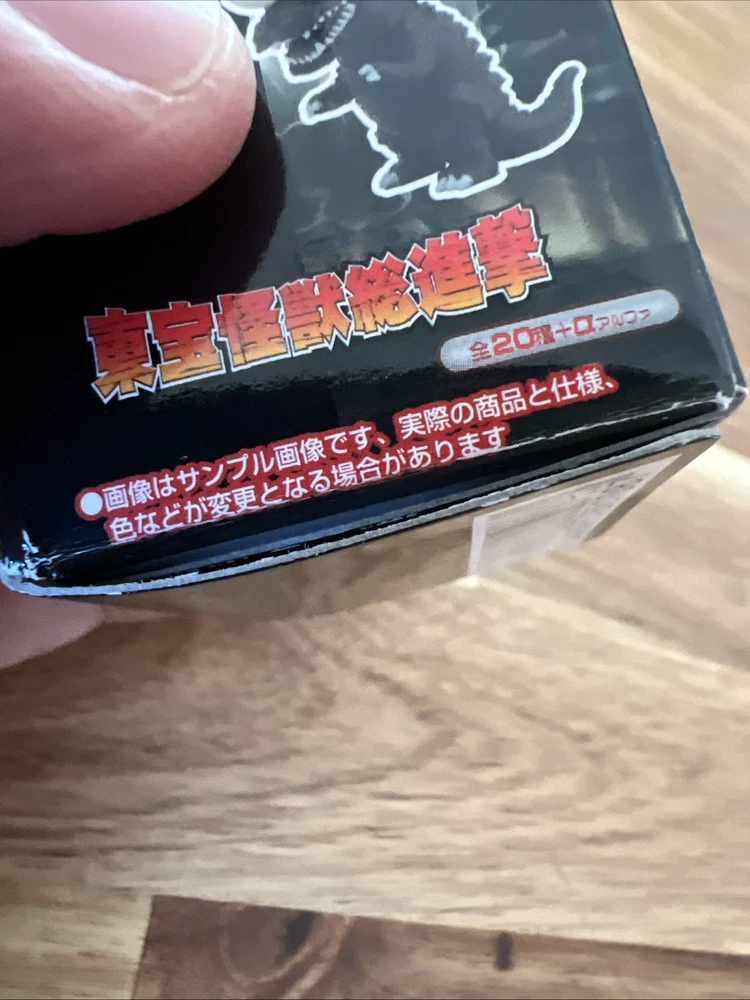 東宝怪獣総進撃
全20種+αアルファ
●画像はサンプル画像です、実際の商品と仕様、
色などが変更となる場合があります